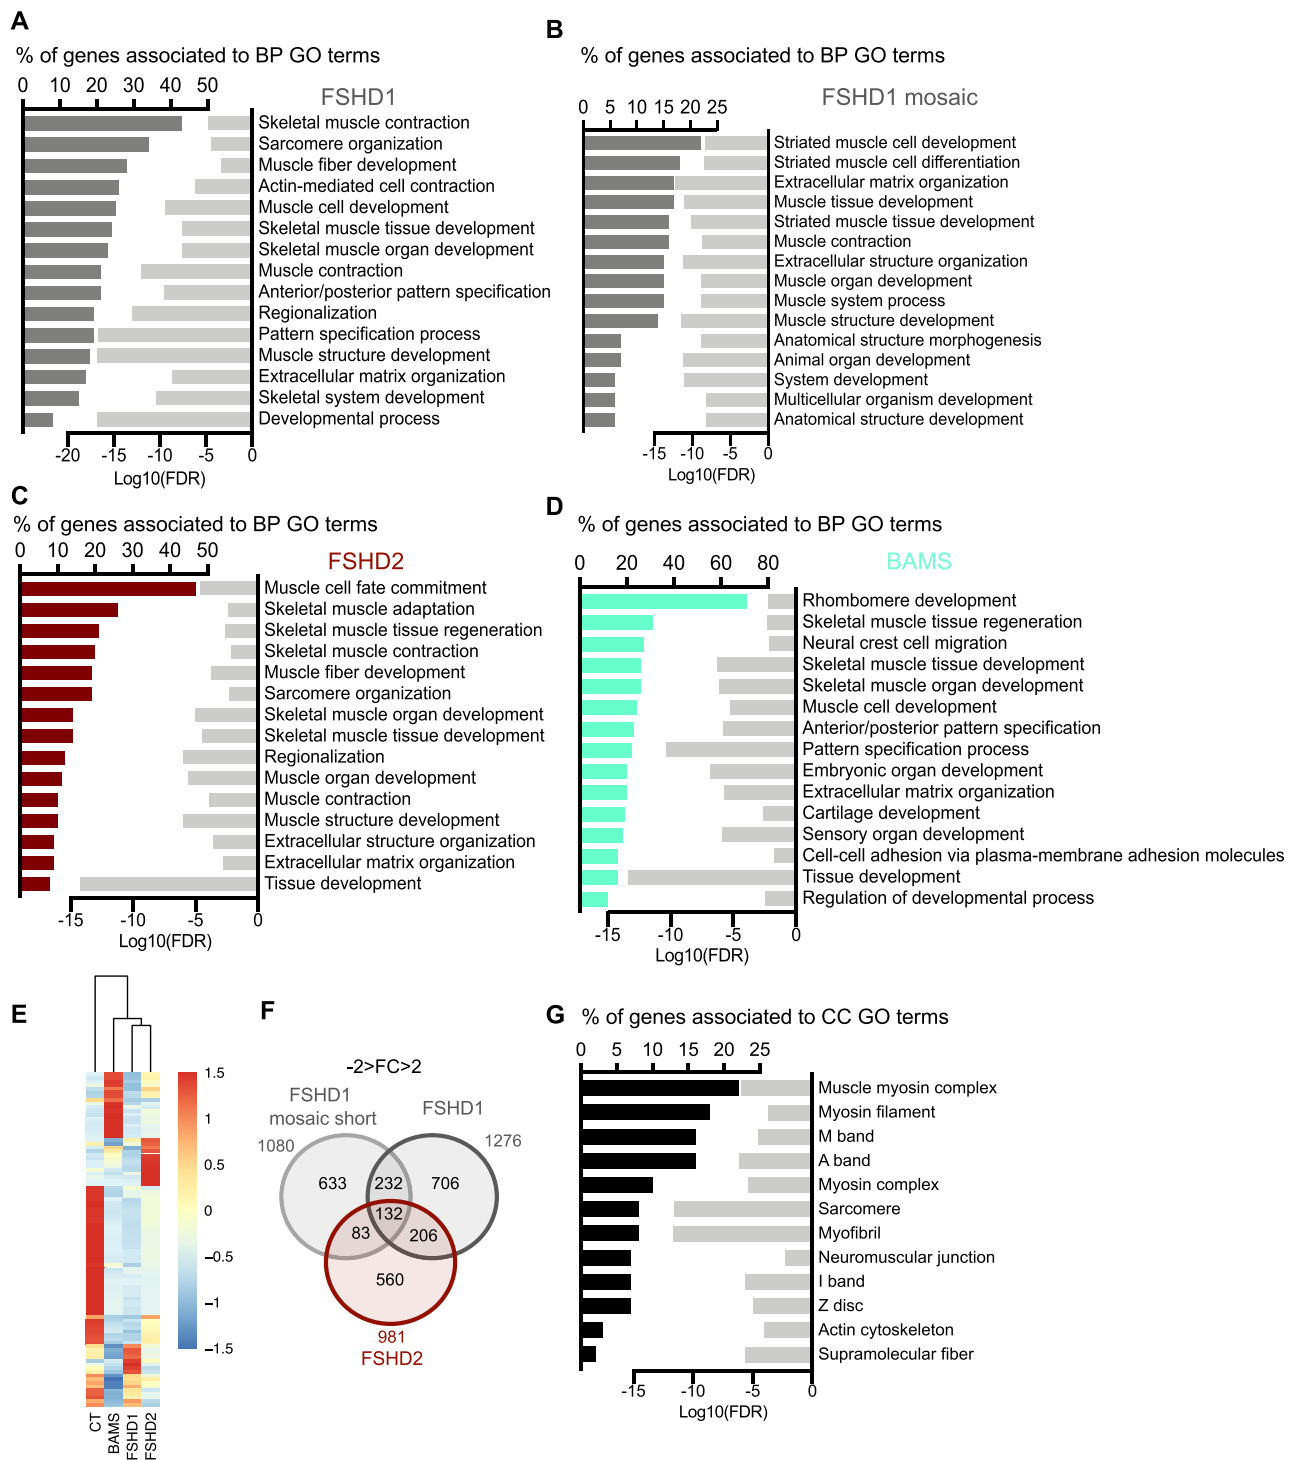 A
% of genes associated to BP GO terms
0 10 20 30 40 50
FSHD1
Skeletal muscle contraction
Sarcomere organization
Muscle fiber development
Actin-mediated cell contraction
Muscle cell development
Skeletal muscle tissue development
Skeletal muscle organ development
Muscle contraction
Anterior/posterior pattern specification
Regionalization
Pattern specification process
Muscle structure development
Extracellular matrix organization
Skeletal system development
Developmental process
-20 -15 -10 -5 0
Log10(FDR)
B
% of genes associated to BP GO terms
FSHD1 mosaic
0 5 10 15 20 25
Striated muscle cell development
Striated muscle cell differentiation
Extracellular matrix organization
Muscle tissue development
Striated muscle tissue development
Muscle contraction
Extracellular structure organization
Muscle organ development
Muscle system process
Muscle structure development
Anatomical structure morphogenesis
Animal organ development
System development
Multicellular organism development
Anatomical structure development
-15 -10 -5 0
Log10(FDR)
C
% of genes associated to BP GO terms
0 10 20 30 40 50
FSHD2
Muscle cell fate commitment
Skeletal muscle adaptation
Skeletal muscle tissue regeneration
Skeletal muscle contraction
Muscle fiber development
Sarcomere organization
Skeletal muscle organ development
Skeletal muscle tissue development
Regionalization
Muscle organ development
Muscle contraction
Muscle structure development
Extracellular structure organization
Extracellular matrix organization
Tissue development
-15 -10 -5 0
Log10(FDR)
D
% of genes associated to BP GO terms
0 20 40 60 80
BAMS
Rhombomere development
Skeletal muscle tissue regeneration
Neural crest cell migration
Skeletal muscle tissue development
Skeletal muscle organ development
Muscle cell development
Anterior/posterior pattern specification
Pattern specification process
Embryonic organ development
Extracellular matrix organization
Cartilage development
Sensory organ development
Cell-cell adhesion via plasma-membrane adhesion molecules
Tissue development
Regulation of developmental process
-15 -10 -5 0
Log10(FDR)
E
1.5
1
0.5
0
−0.5
−1
−1.5
CT
BAMS
FSHD1
FSHD2
F
-2>FC>2
FSHD1
mosaic short
FSHD1
1080
1276
633 232 706
132
83 206
560
981
FSHD2
G
% of genes associated to CC GO terms
0 5 10 15 20 25
Muscle myosin complex
Myosin filament
M band
A band
Myosin complex
Sarcomere
Myofibril
Neuromuscular junction
I band
Z disc
Actin cytoskeleton
Supramolecular fiber
-15 -10 -5 0
Log10(FDR)